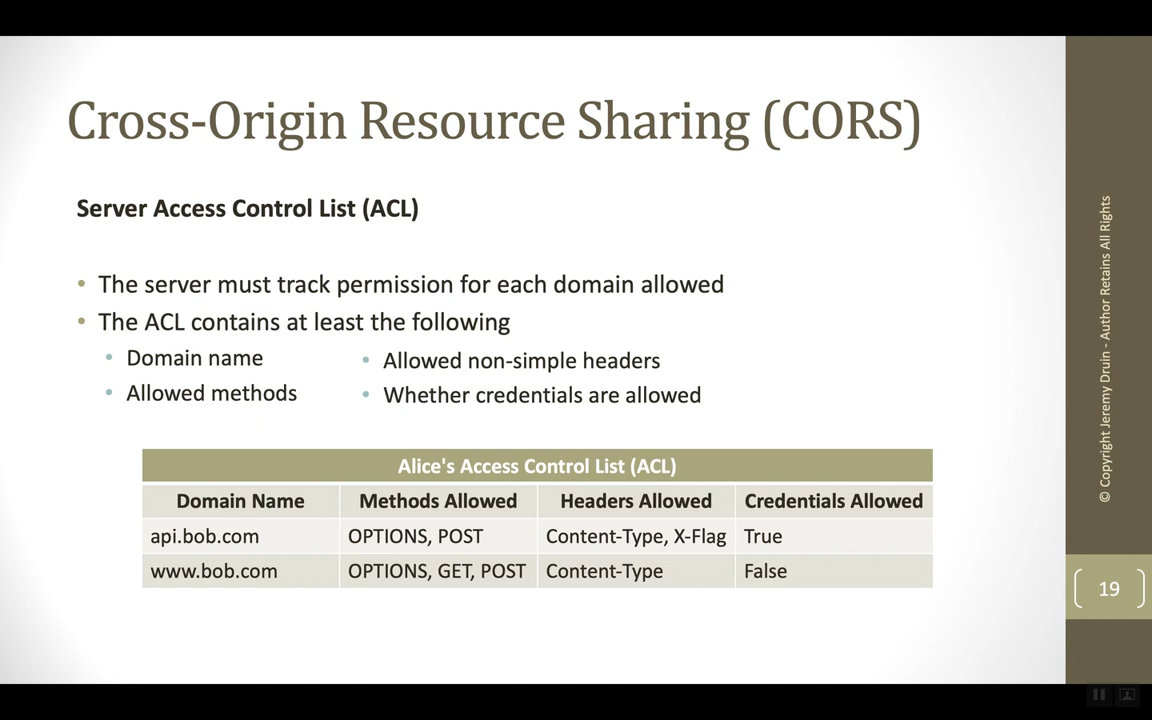 Cross-Origin Resource Sharing (CORS)
Server Access Control List (ACL)
• The server must track permission for each domain allowed
• The ACL contains at least the following
• Domain name
• Allowed methods
• Allowed non-simple headers
• Whether credentials are allowed
Alice's Access Control List (ACL)
Domain Name Methods Allowed Headers Allowed Credentials Allowed
api.bob.com OPTIONS, POST Content-Type, X-Flag True
www.bob.com OPTIONS, GET, POST Content-Type False
© Copyright Jeremy Druin - Author Retains All Rights
19